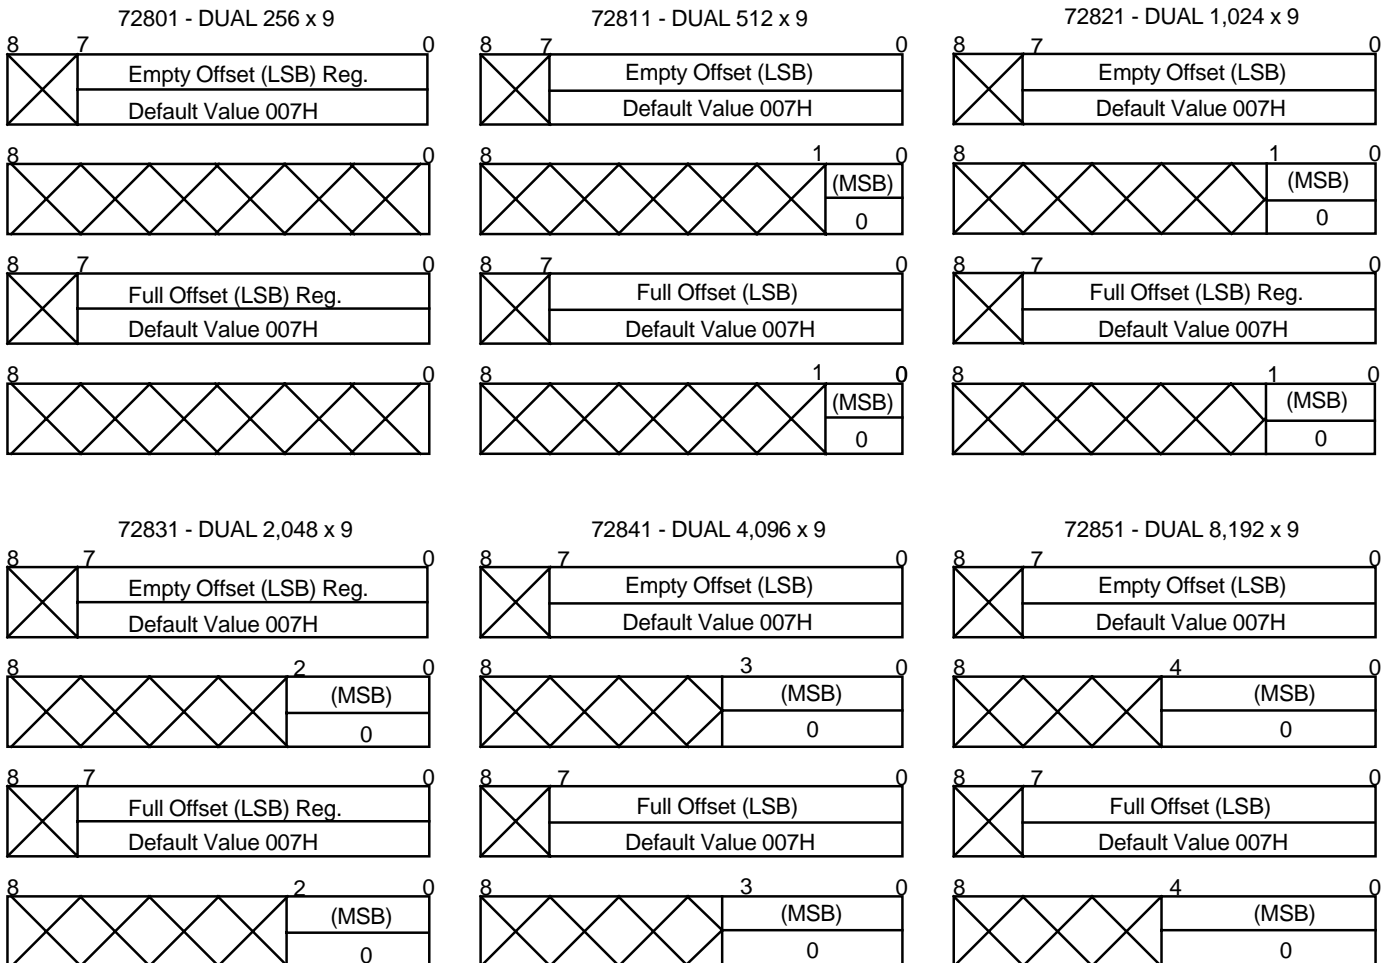 72801 - DUAL 256 x 9
8 7 0
Empty Offset (LSB) Reg.
Default Value 007H
8 0
8 7 0
Full Offset (LSB) Reg.
Default Value 007H
8 0
72811 - DUAL 512 x 9
8 7 0
Empty Offset (LSB)
Default Value 007H
8 1 0
(MSB)
0
8 7 0
Full Offset (LSB)
Default Value 007H
8 1 0
(MSB)
0
72821 - DUAL 1,024 x 9
8 7 0
Empty Offset (LSB)
Default Value 007H
8 1 0
(MSB)
0
8 7 0
Full Offset (LSB) Reg.
Default Value 007H
8 1 0
(MSB)
0
72831 - DUAL 2,048 x 9
8 7 0
Empty Offset (LSB) Reg.
Default Value 007H
8 2 0
(MSB)
0
8 7 0
Full Offset (LSB) Reg.
Default Value 007H
8 2 0
(MSB)
0
72841 - DUAL 4,096 x 9
8 7 0
Empty Offset (LSB)
Default Value 007H
8 3 0
(MSB)
0
8 7 0
Full Offset (LSB)
Default Value 007H
8 3 0
(MSB)
0
72851 - DUAL 8,192 x 9
8 7 0
Empty Offset (LSB)
Default Value 007H
8 4 0
(MSB)
0
8 7 0
Full Offset (LSB)
Default Value 007H
8 4 0
(MSB)
0